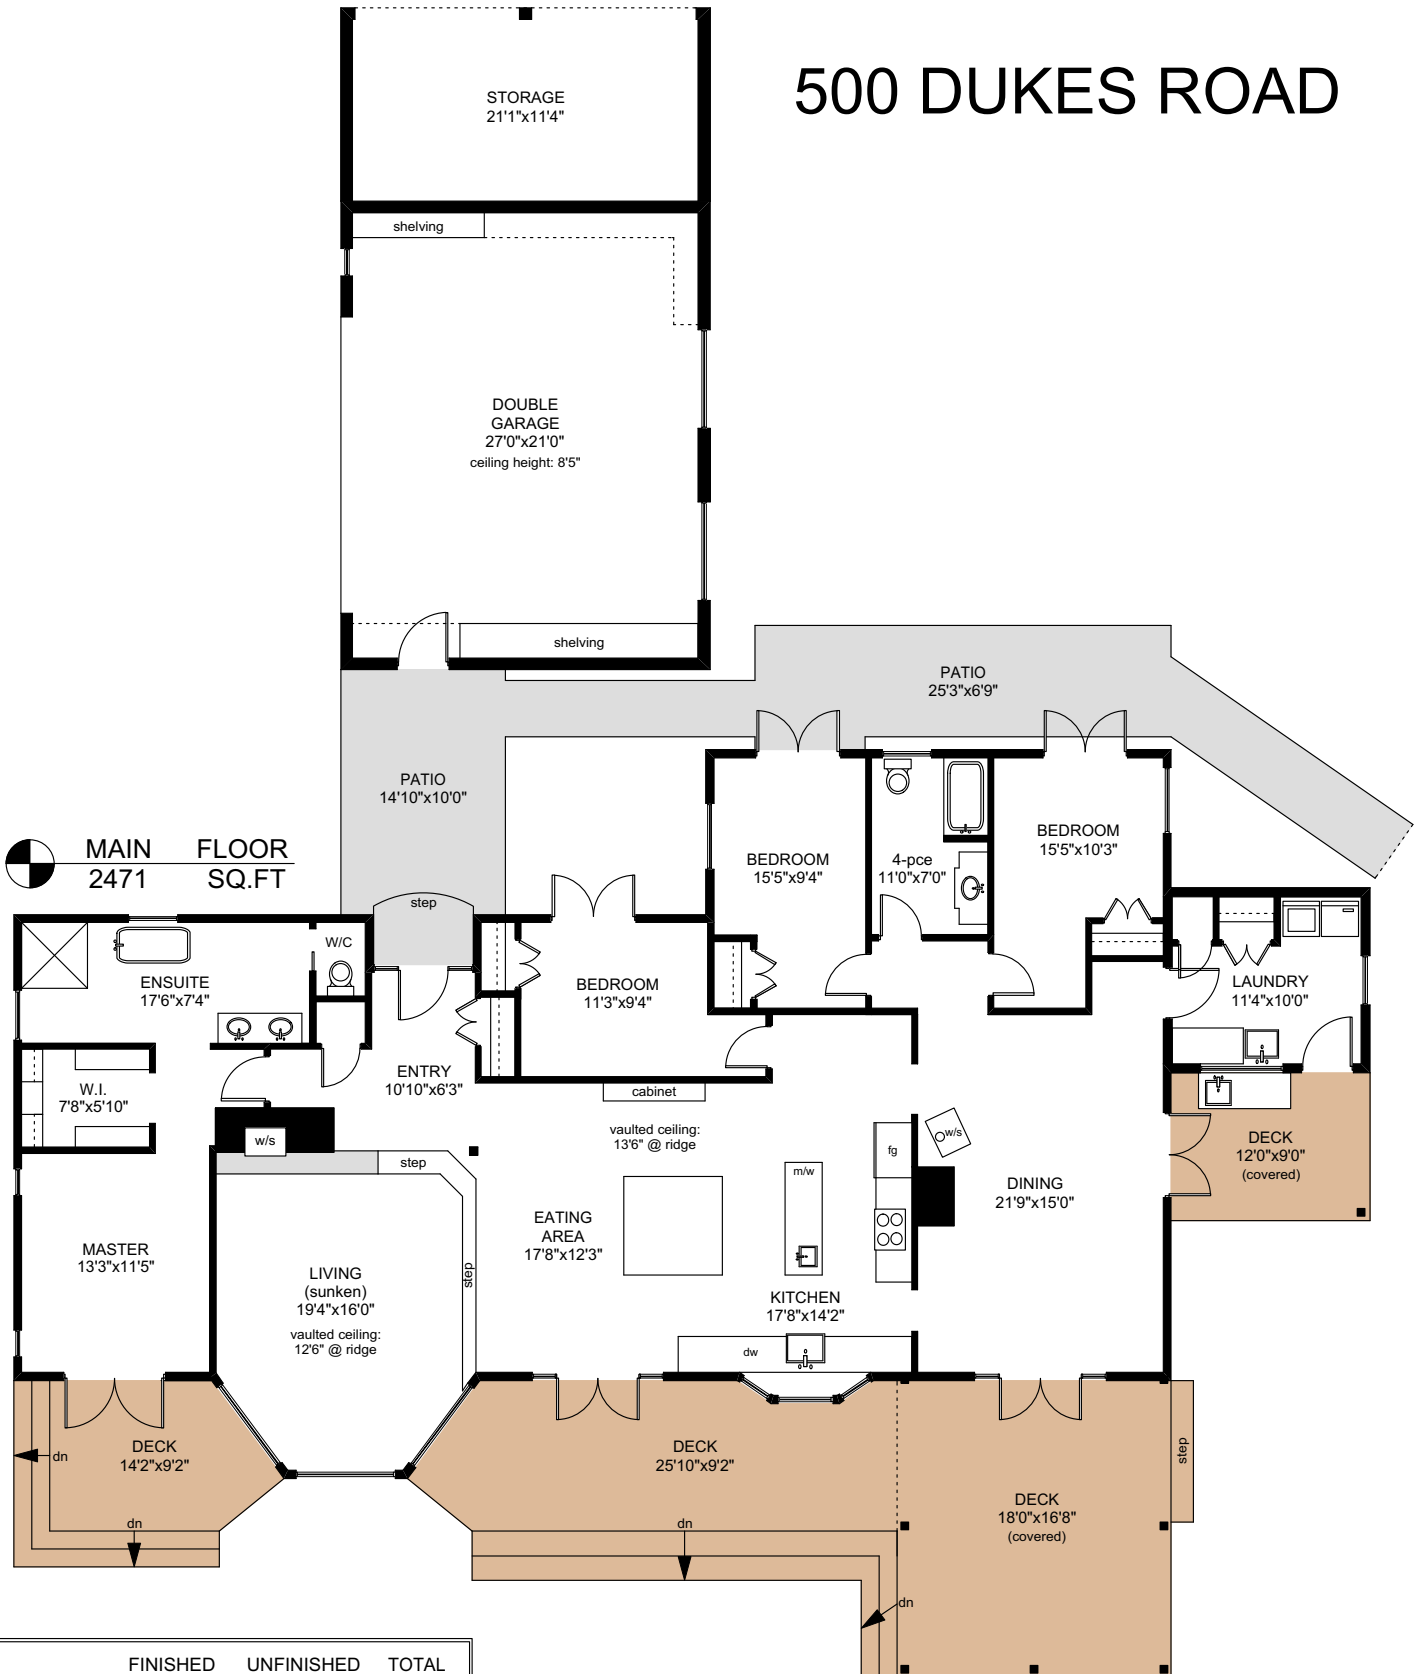 500 DUKES ROAD
STORAGE
21'1"x11'4"
shelving
DOUBLE
GARAGE
27'0"x21'0"
ceiling height: 8'5"
shelving
PATIO
25'3"x6'9"
PATIO
14'10"x10'0"
MAIN FLOOR
2471 SQ.FT
step
BEDROOM
15'5"x9'4"
4-pce
11'0"x7'0"
BEDROOM
15'5"x10'3"
W/C
ENSUITE
17'6"x7'4"
BEDROOM
11'3"x9'4"
LAUNDRY
11'4"x10'0"
W.I.
7'8"x5'10"
ENTRY
10'10"x6'3"
cabinet
vaulted ceiling:
13'6" @ ridge
w/s
step
m/w
fg
w/s
DECK
12'0"x9'0"
(covered)
DINING
21'9"x15'0"
EATING
AREA
17'8"x12'3"
MASTER
13'3"x11'5"
LIVING
(sunken)
19'4"x16'0"
vaulted ceiling:
12'6" @ ridge
step
KITCHEN
17'8"x14'2"
dw
DECK
14'2"x9'2"
dn
dn
DECK
25'10"x9'2"
dn
step
DECK
18'0"x16'8"
(covered)
dn
FINISHED UNFINISHED TOTAL